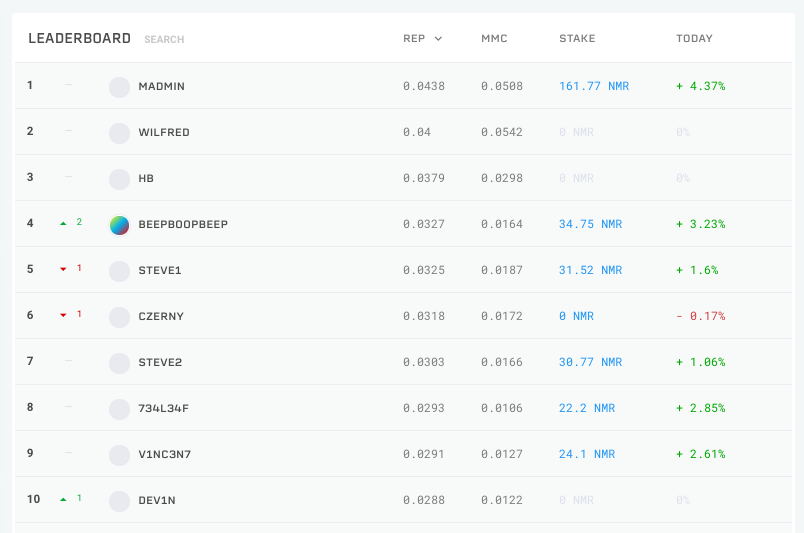 LEADERBOARD SEARCH REP MMC STAKE TODAY
1 – MADMIN 0.0438 0.0508 161.77 NMR + 4.37%
2 – WILFRED 0.04 0.0542 0 NMR 0%
3 – HB 0.0379 0.0298 0 NMR 0%
4 2 BEEPBOOPBEEP 0.0327 0.0164 34.75 NMR + 3.23%
5 1 STEVE1 0.0325 0.0187 31.52 NMR + 1.6%
6 1 CZERNY 0.0318 0.0172 0 NMR - 0.17%
7 – STEVE2 0.0303 0.0166 30.77 NMR + 1.06%
8 – 734L34F 0.0293 0.0106 22.2 NMR + 2.85%
9 – V1NC3N7 0.0291 0.0127 24.1 NMR + 2.61%
10 1 DEV1N 0.0288 0.0122 0 NMR 0%